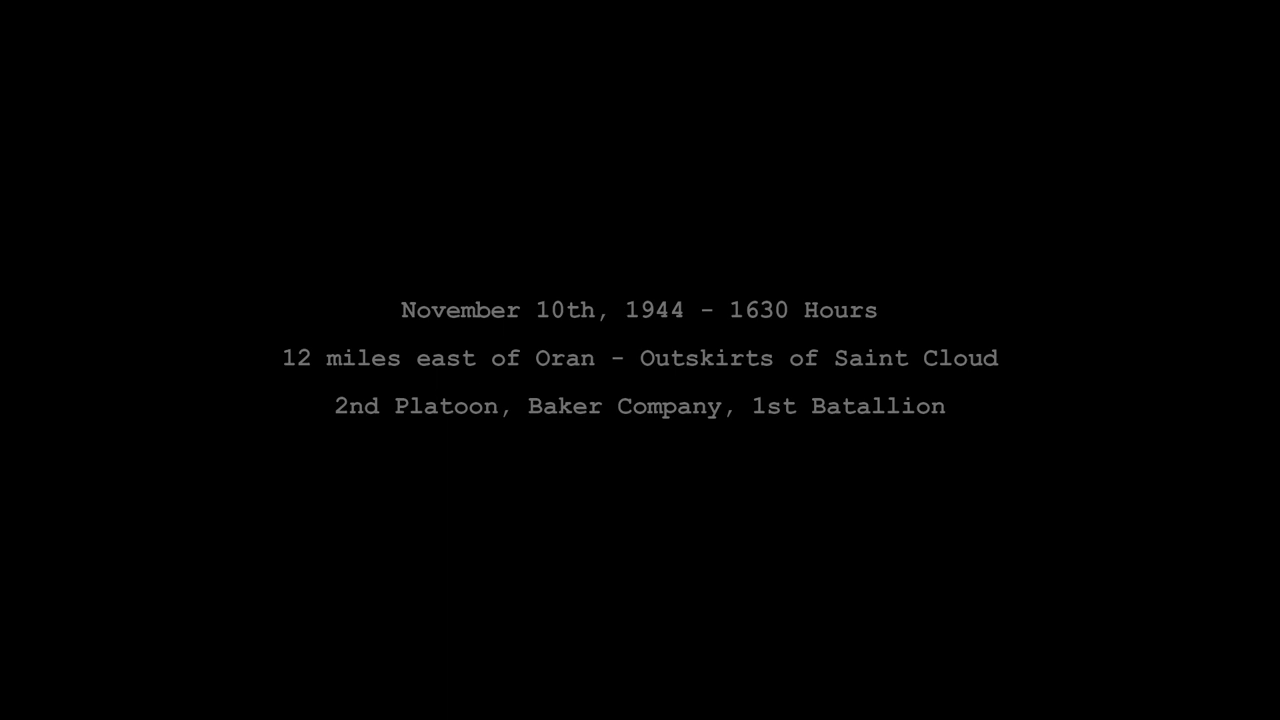 November 10th, 1944 - 1630 Hours
12 miles east of Oran - Outskirts of Saint Cloud
2nd Platoon, Baker Company, 1st Batallion